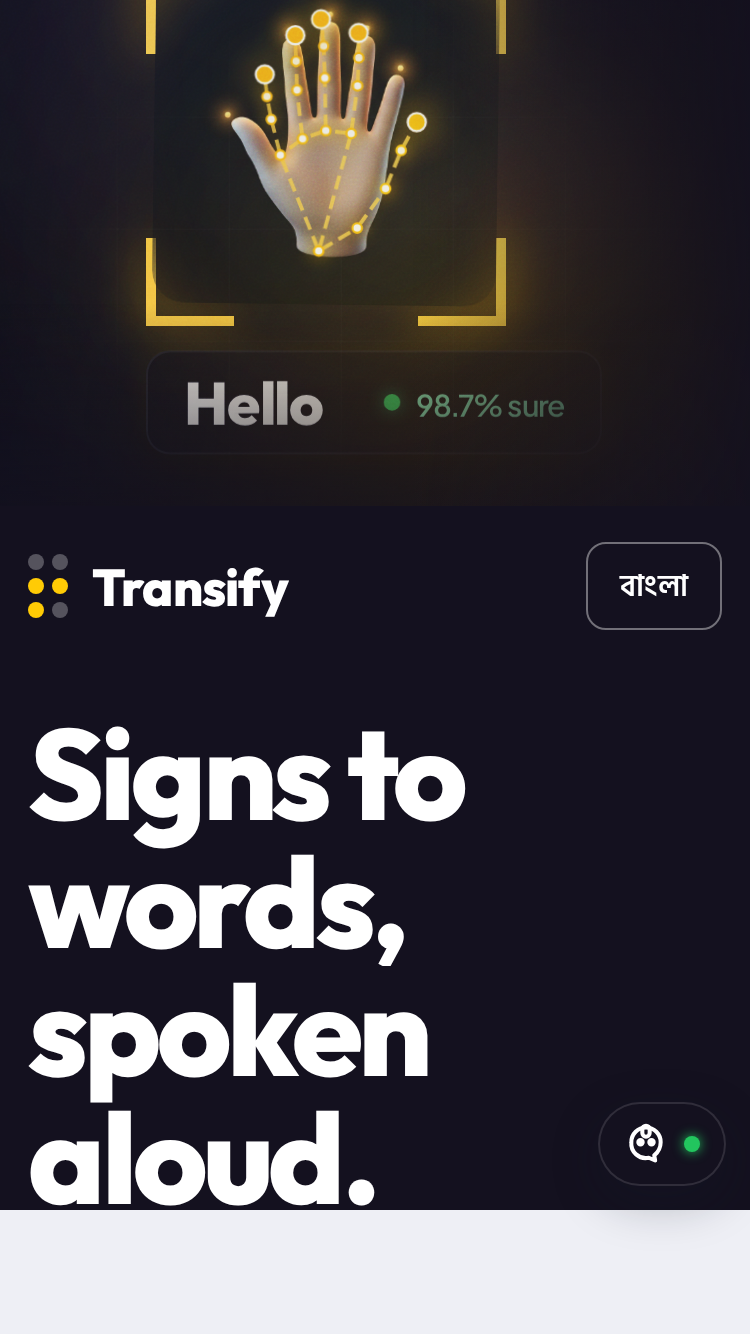 Hello
98.7% sure
Transify
বাংলা
Signs to
words,
spoken
aloud.